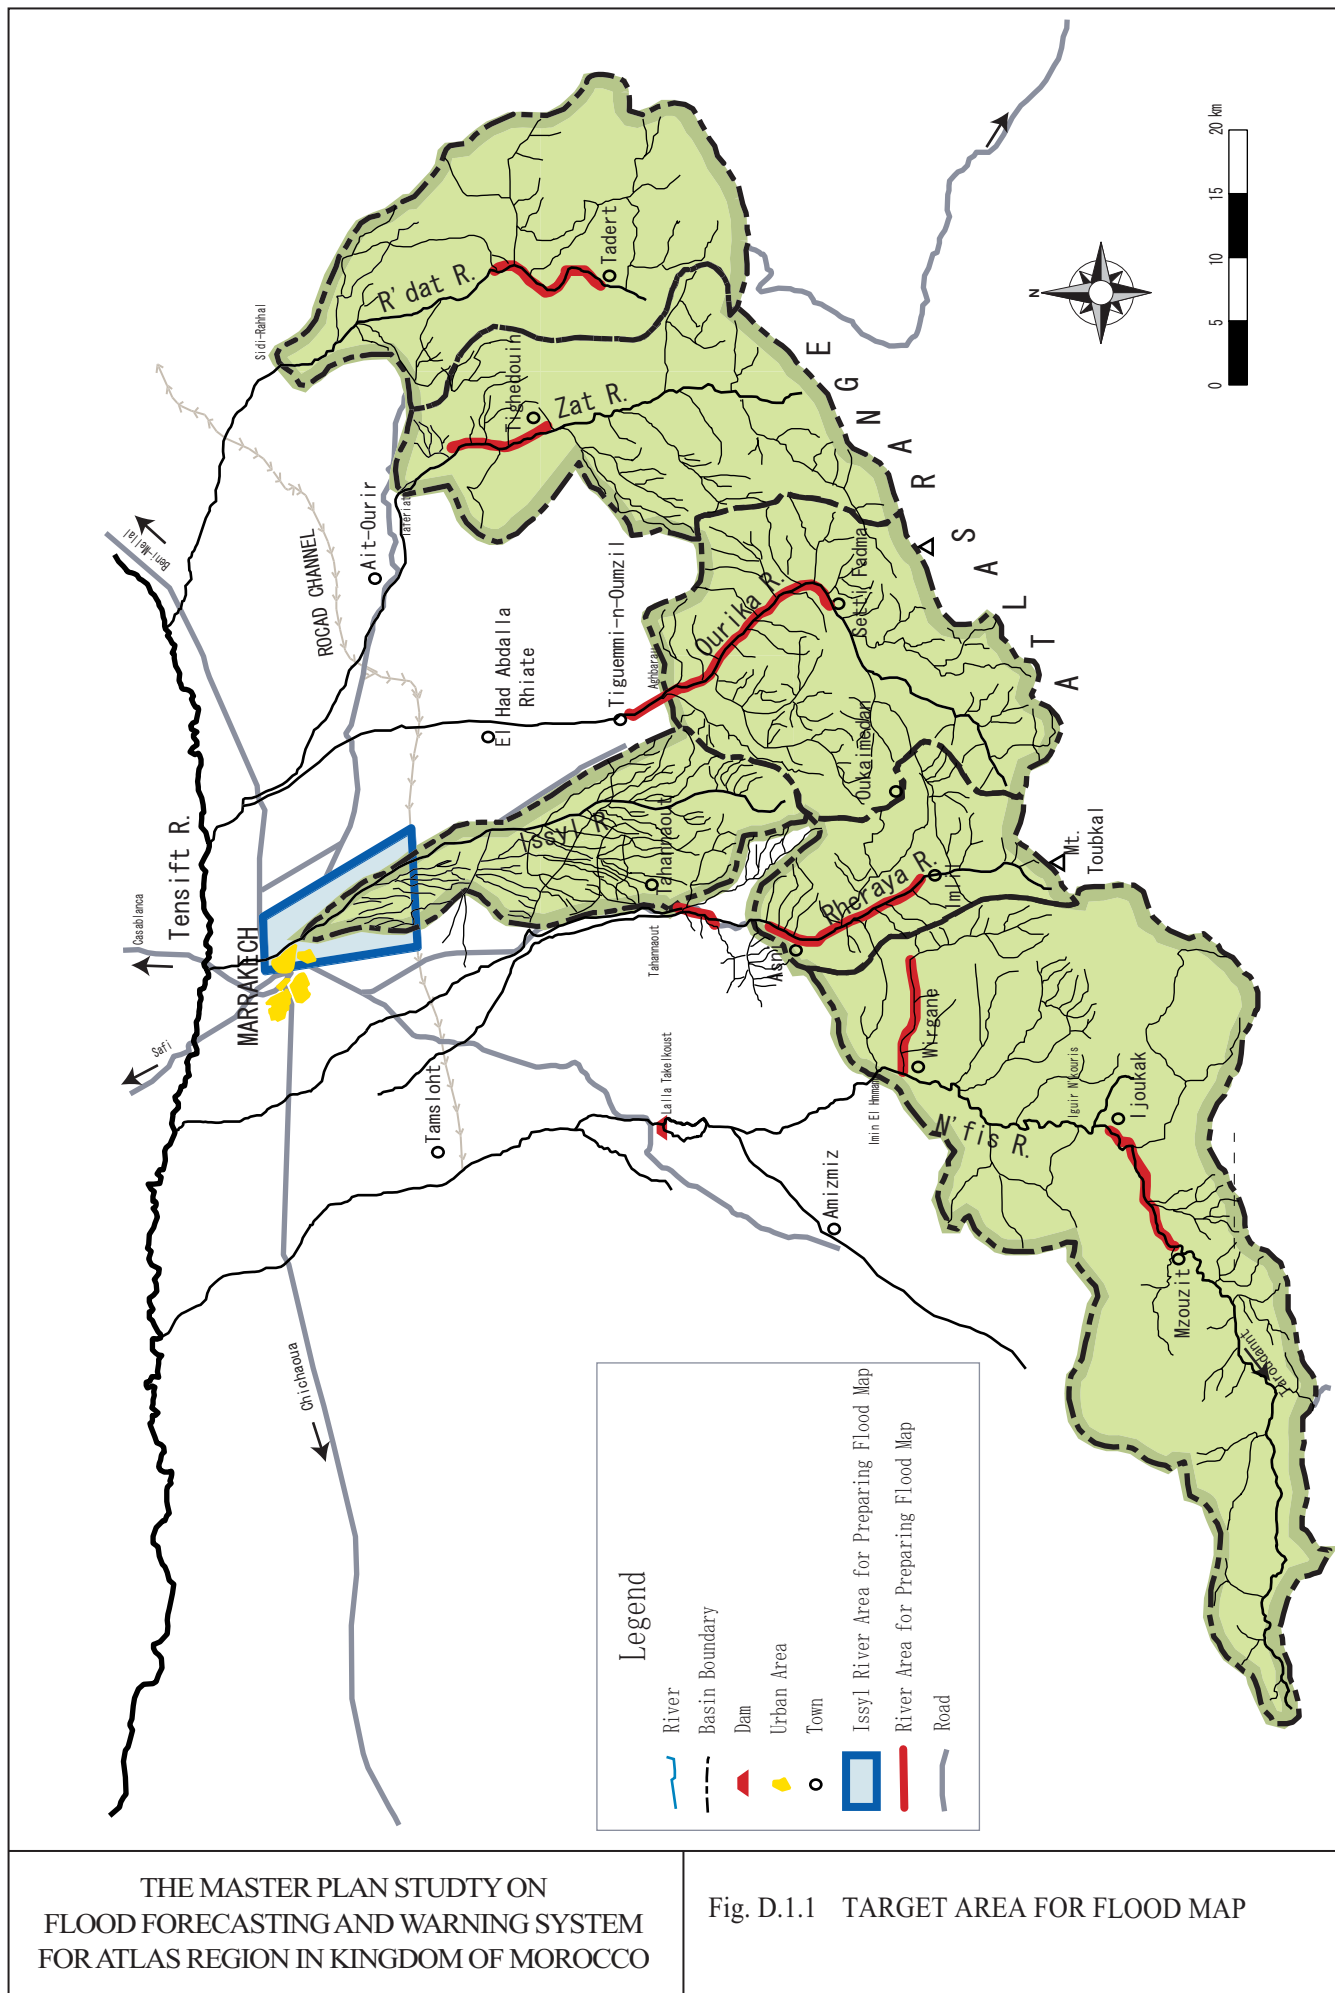 Beni-Mellal
Casablanca
Safi
Chichaoua
Tensift R.
MARRAKECH
ROCAD CHANNEL
Sidi-Rahhal
R'dat R.
Tadert
Tighedouin
Zat R.
Ait-Ourir
El Had Abdalla
Rhiate
Tiguemmi-n-Oumzil
Ourika R.
Setti Fadma
Oukaimedan
Issyl R.
Tahannaout
Tahannaout
Rheraya R.
Imlil
Asni
Mt.
Toubkal
ATLAS RANGE
Tamsloht
Lalla Takelkoust
Amizmiz
Wirgane
N'fis R.
Iguir N'kouris
Ijoukak
Mzouzit
Taroudannt
N
0 5 10 15 20 km
Legend
River
Basin Boundary
Dam
Urban Area
Town
Issyl River Area for Preparing Flood Map
River Area for Preparing Flood Map
Road
THE MASTER PLAN STUDTY ON
FLOOD FORECASTING AND WARNING SYSTEM
FOR ATLAS REGION IN KINGDOM OF MOROCCO
Fig. D.1.1 TARGET AREA FOR FLOOD MAP